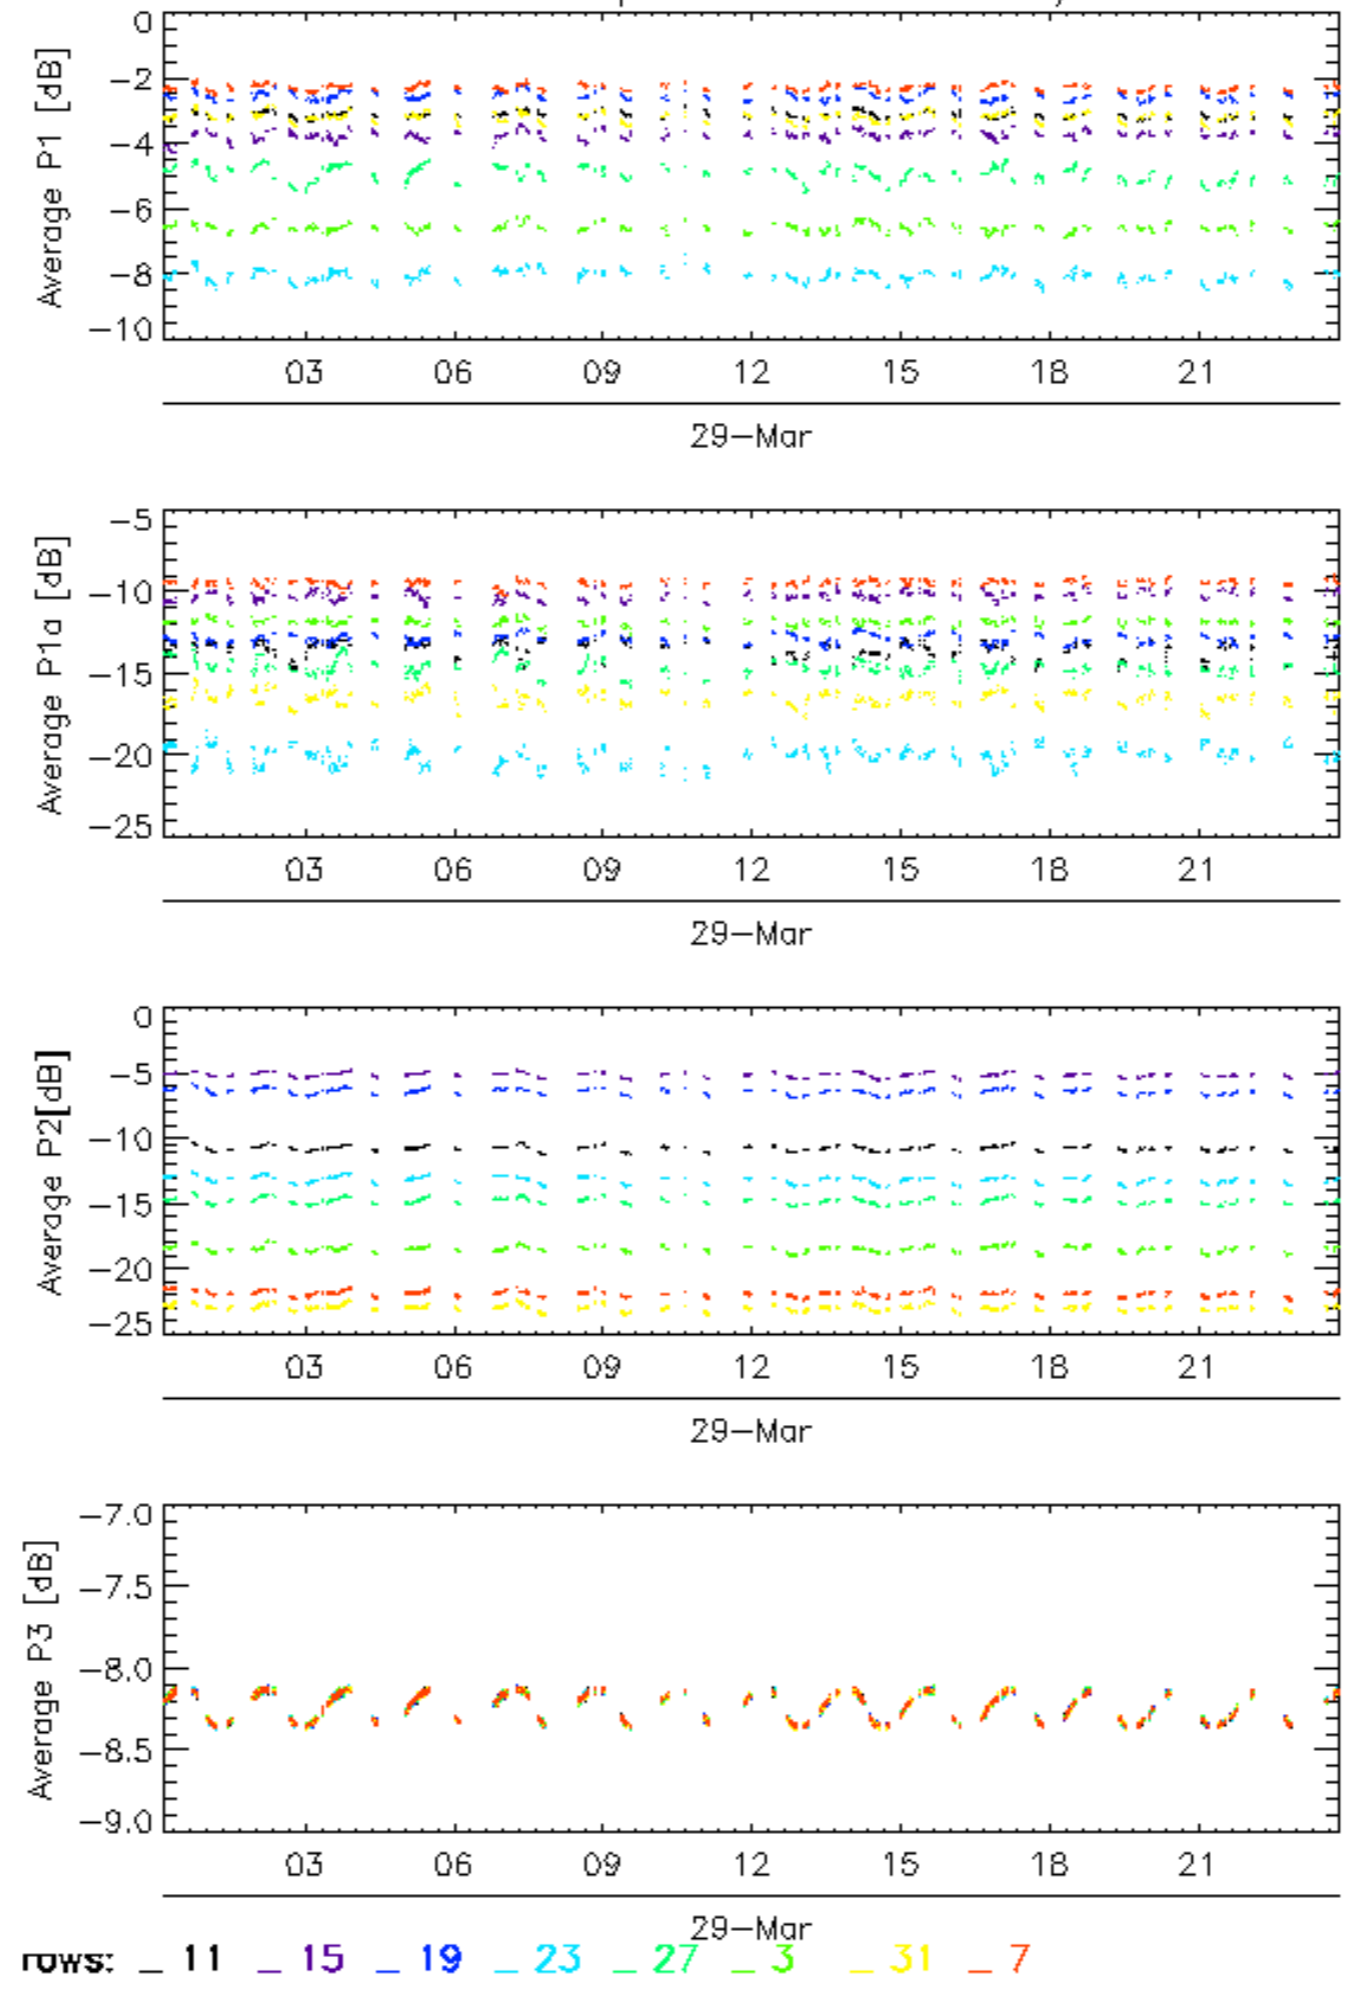 0
−2
−4
−6
−8
−10
Average P1 [dB]
03 06 09 12 15 18 21
29−Mar
−5
−10
−15
−20
−25
Average P1a [dB]
03 06 09 12 15 18 21
29−Mar
0
−5
−10
−15
−20
−25
Average P2[dB]
03 06 09 12 15 18 21
29−Mar
−7.0
−7.5
−8.0
−8.5
−9.0
Average P3 [dB]
03 06 09 12 15 18 21
29−Mar
rows: _ 11 _ 15 _ 19 _ 23 _ 27 _ 3 _ 31 _ 7